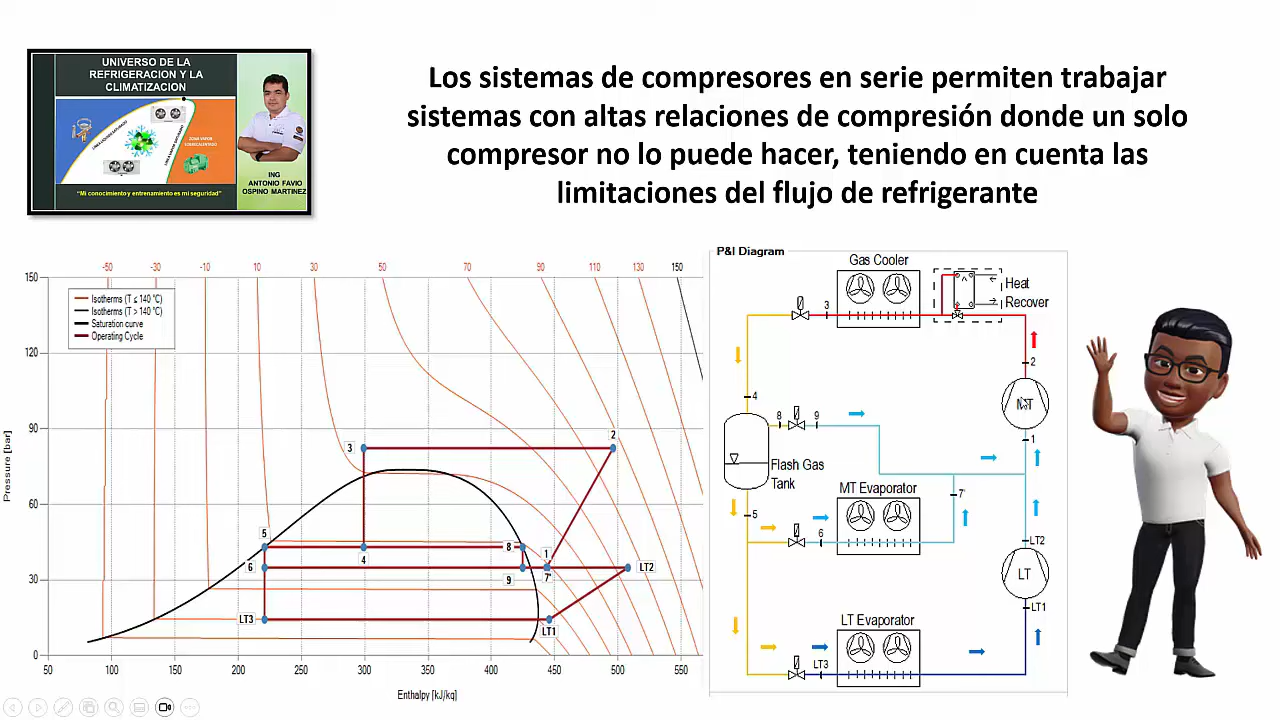 UNIVERSO DE LA
REFRIGERACION Y LA
CLIMATIZACION
ING
ANTONIO FAVIO
OSPINO MARTINEZ
"Mi conocimiento y entrenamiento es mi seguridad"
Los sistemas de compresores en serie permiten trabajar
sistemas con altas relaciones de compresión donde un solo
compresor no lo puede hacer, teniendo en cuenta las
limitaciones del flujo de refrigerante
-50 -30 -10 10 30 50 70 90 110 130 150
Isotherms (T ≤ 140 °C)
Isotherms (T > 140 °C)
Saturation curve
Operating Cycle
150
120
90
60
30
0
Pressure [bar]
3
2
5
4
8
1
6
9
7'
LT2
LT3
LT1
50 100 150 200 250 300 350 400 450 500 550
Enthalpy [kJ/kg]
P&I Diagram
Gas Cooler
Heat
Recover
3
2
4
MT
8
9
1
Flash Gas
Tank
MT Evaporator
7'
5
6
LT2
LT
LT1
LT Evaporator
LT3